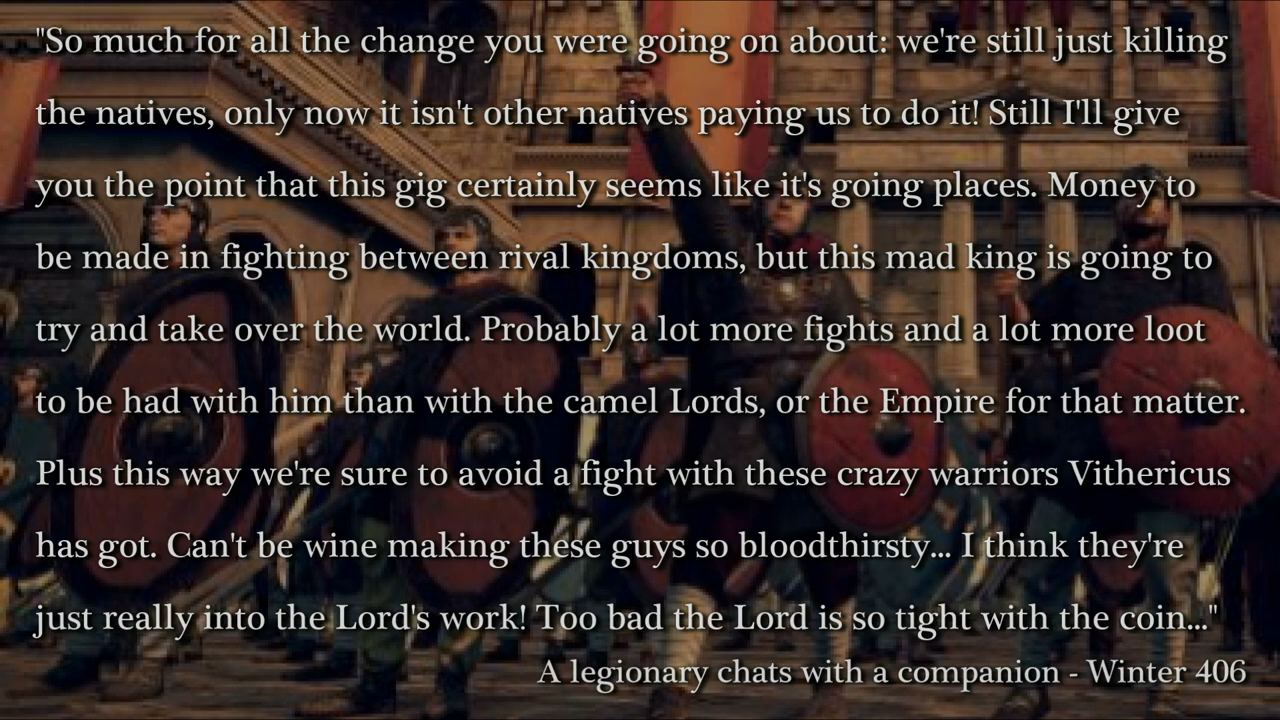 "So much for all the change you were going on about: we're still just killing
the natives, only now it isn't other natives paying us to do it! Still I'll give
you the point that this gig certainly seems like it's going places. Money to
be made in fighting between rival kingdoms, but this mad king is going to
try and take over the world. Probably a lot more fights and a lot more loot
to be had with him than with the camel Lords, or the Empire for that matter.
Plus this way we're sure to avoid a fight with these crazy warriors Vithericus
has got. Can't be wine making these guys so bloodthirsty... I think they're
just really into the Lord's work! Too bad the Lord is so tight with the coin..."
A legionary chats with a companion - Winter 406